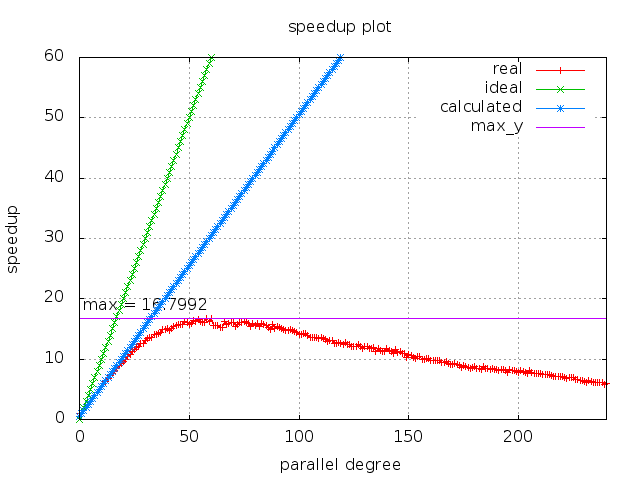 speedup plot
60
50
40
30
20
10
0
speedup
real
ideal
calculated
max_y
max = 16.7992
0 50 100 150 200
parallel degree